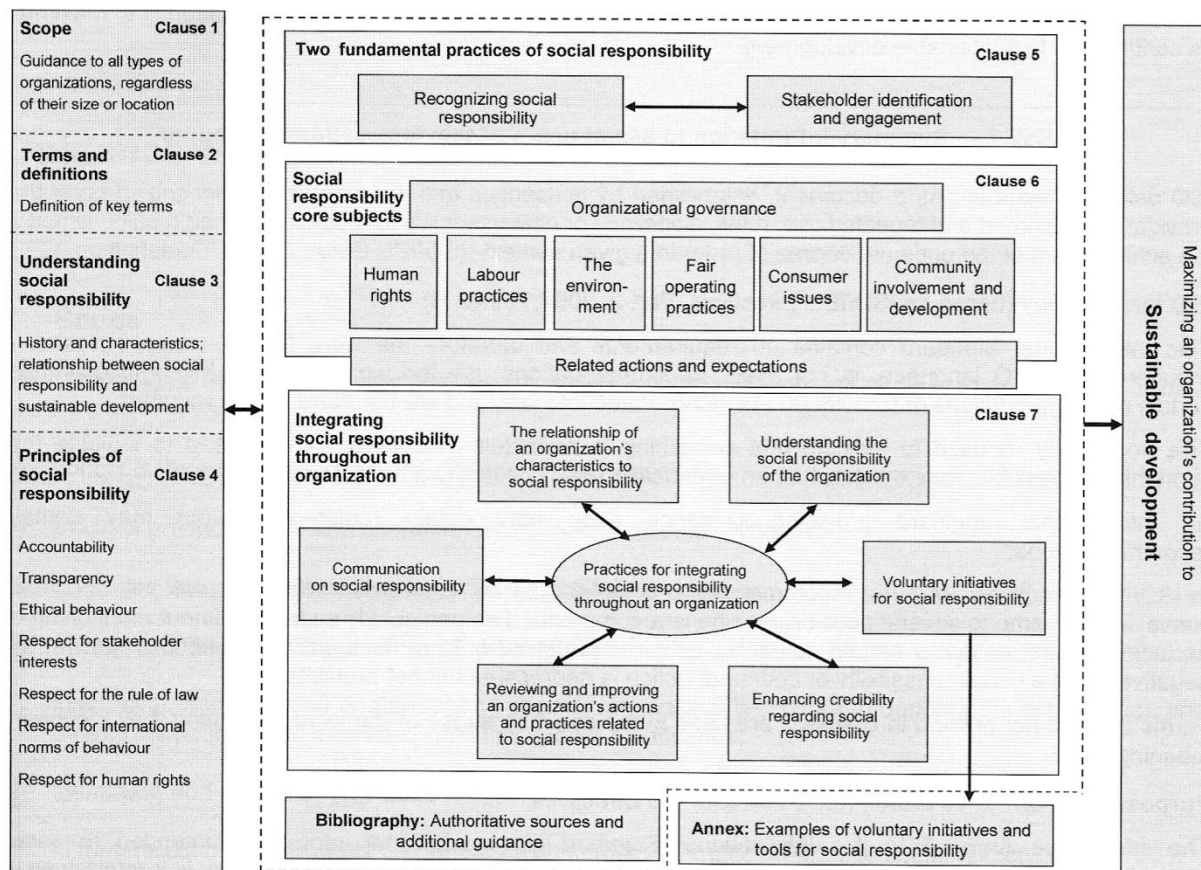 Scope Clause 1
Guidance to all types of
organizations, regardless
of their size or location
Terms and Clause 2
definitions
Definition of key terms
Understanding
social Clause 3
responsibility
History and characteristics;
relationship between social
responsibility and
sustainable development
Principles of
social Clause 4
responsibility
Accountability
Transparency
Ethical behaviour
Respect for stakeholder
interests
Respect for the rule of law
Respect for international
norms of behaviour
Respect for human rights
Two fundamental practices of social responsibility Clause 5
Recognizing social
responsibility
Stakeholder identification
and engagement
Social
responsibility
core subjects
Clause 6
Organizational governance
Human
rights
Labour
practices
The
environ-
ment
Fair
operating
practices
Consumer
issues
Community
involvement and
development
Related actions and expectations
Integrating
social responsibility
throughout an
organization
Clause 7
The relationship of
an organization's
characteristics to
social responsibility
Understanding the
social responsibility
of the organization
Communication
on social responsibility
Practices for integrating
social responsibility
throughout an organization
Voluntary initiatives
for social responsibility
Reviewing and improving
an organization's actions
and practices related
to social responsibility
Enhancing credibility
regarding social
responsibility
Bibliography: Authoritative sources and
additional guidance
Annex: Examples of voluntary initiatives and
tools for social responsibility
Maximizing an organization's contribution to
Sustainable development